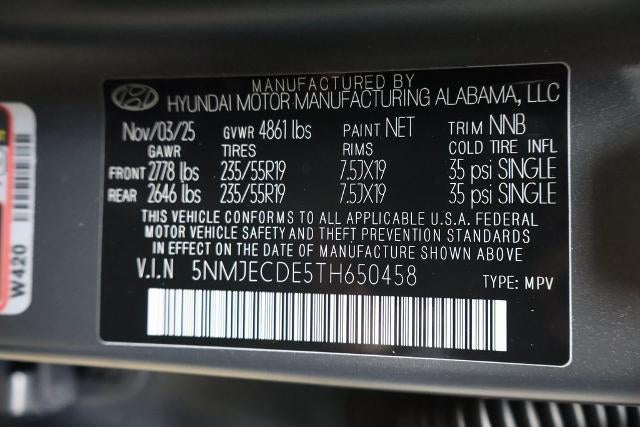 MANUFACTURED BY
HYUNDAI MOTOR MANUFACTURING ALABAMA, LLC
Nov/03/25 GVWR 4861 lbs PAINT NET TRIM NNB
GAWR TIRES RIMS COLD TIRE INFL
FRONT 2778 lbs 235/55R19 7.5JX19 35 psi SINGLE
REAR 2646 lbs 235/55R19 7.5JX19 35 psi SINGLE
THIS VEHICLE CONFORMS TO ALL APPLICABLE U.S.A. FEDERAL
MOTOR VEHICLE SAFETY AND THEFT PREVENTION STANDARDS
IN EFFECT ON THE DATE OF MANUFACTURE SHOWN ABOVE
V.I.N 5NMJECDE5TH650458 TYPE: MPV
W420